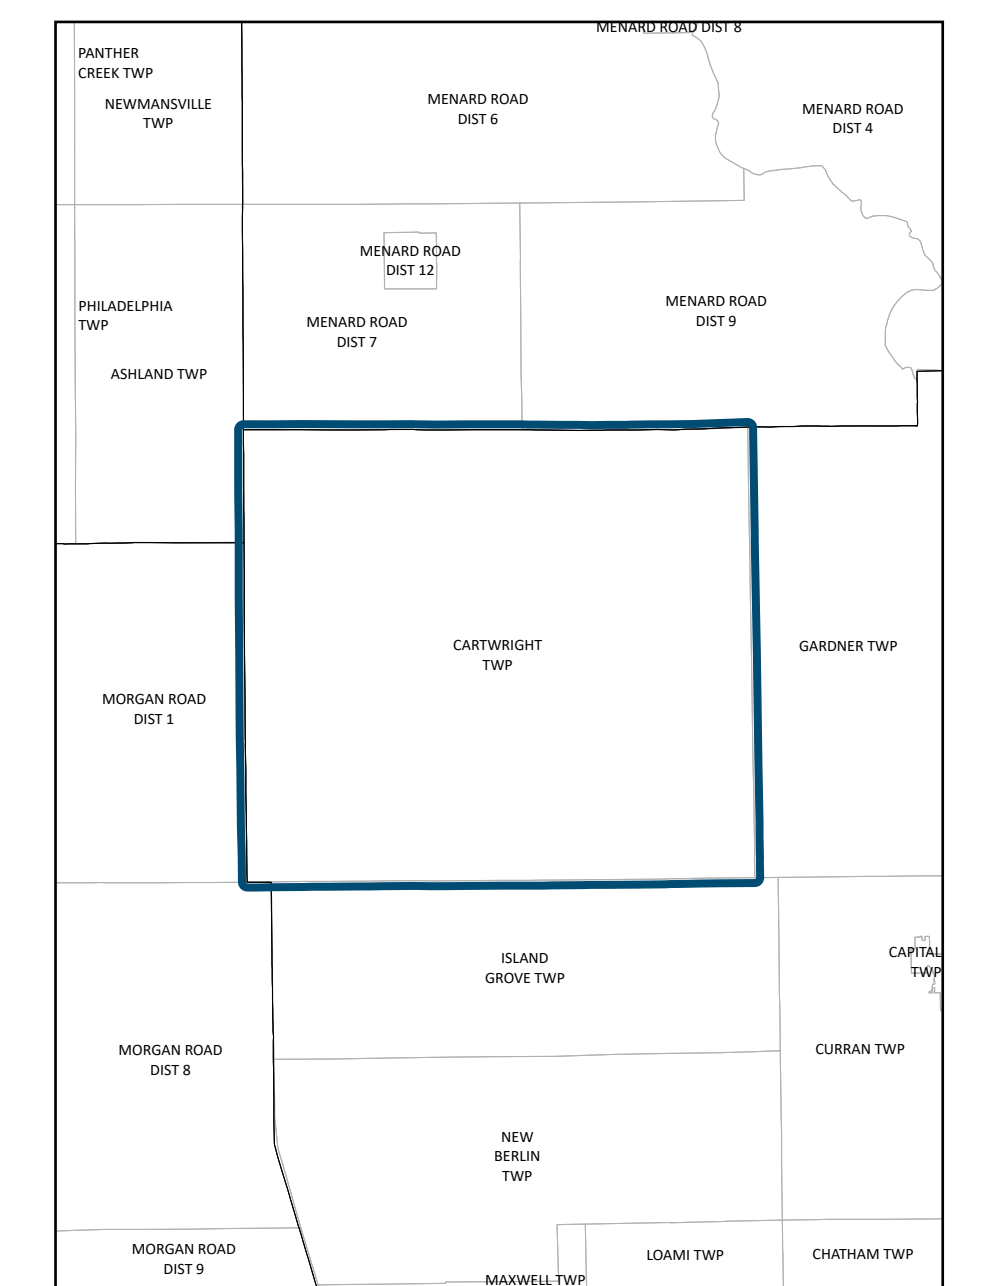 MENARD ROAD DIST 8
PANTHER
CREEK TWP
NEWMANSVILLE
TWP
MENARD ROAD
DIST 6
MENARD ROAD
DIST 4
MENARD ROAD
DIST 12
PHILADELPHIA
TWP
MENARD ROAD
DIST 7
MENARD ROAD
DIST 9
ASHLAND TWP
CARTWRIGHT
TWP
GARDNER TWP
MORGAN ROAD
DIST 1
ISLAND
GROVE TWP
CAPITAL
TWP
MORGAN ROAD
DIST 8
CURRAN TWP
NEW
BERLIN
TWP
MORGAN ROAD
DIST 9
LOAMI TWP
CHATHAM TWP
MAXWELL TWP